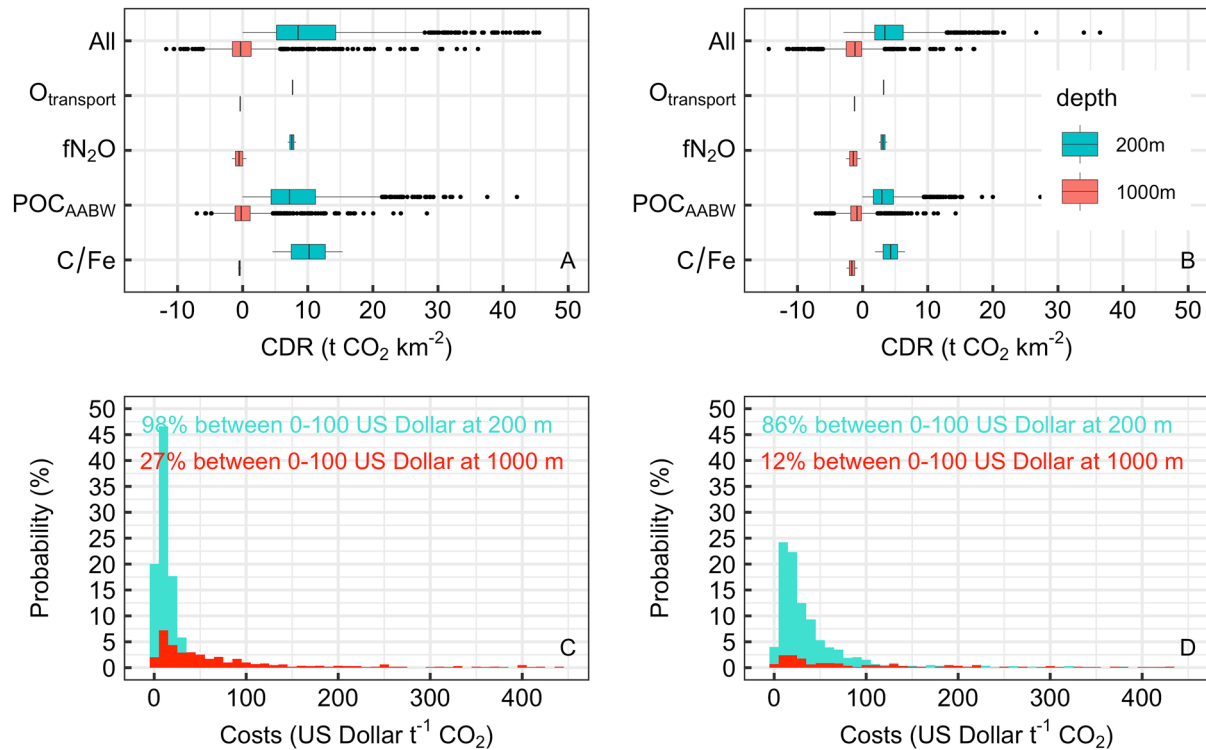 All
O_transport
fN₂O
POC_AABW
C/Fe
A
-10 0 10 20 30 40 50
CDR (t CO₂ km⁻²)
All
O_transport
fN₂O
POC_AABW
C/Fe
depth
200m
1000m
B
-10 0 10 20 30 40 50
CDR (t CO₂ km⁻²)
Probability (%)
50
45
40
35
30
25
20
15
10
5
0
98% between 0-100 US Dollar at 200 m
27% between 0-100 US Dollar at 1000 m
C
0 100 200 300 400
Costs (US Dollar t⁻¹ CO₂)
Probability (%)
50
45
40
35
30
25
20
15
10
5
0
86% between 0-100 US Dollar at 200 m
12% between 0-100 US Dollar at 1000 m
D
0 100 200 300 400
Costs (US Dollar t⁻¹ CO₂)